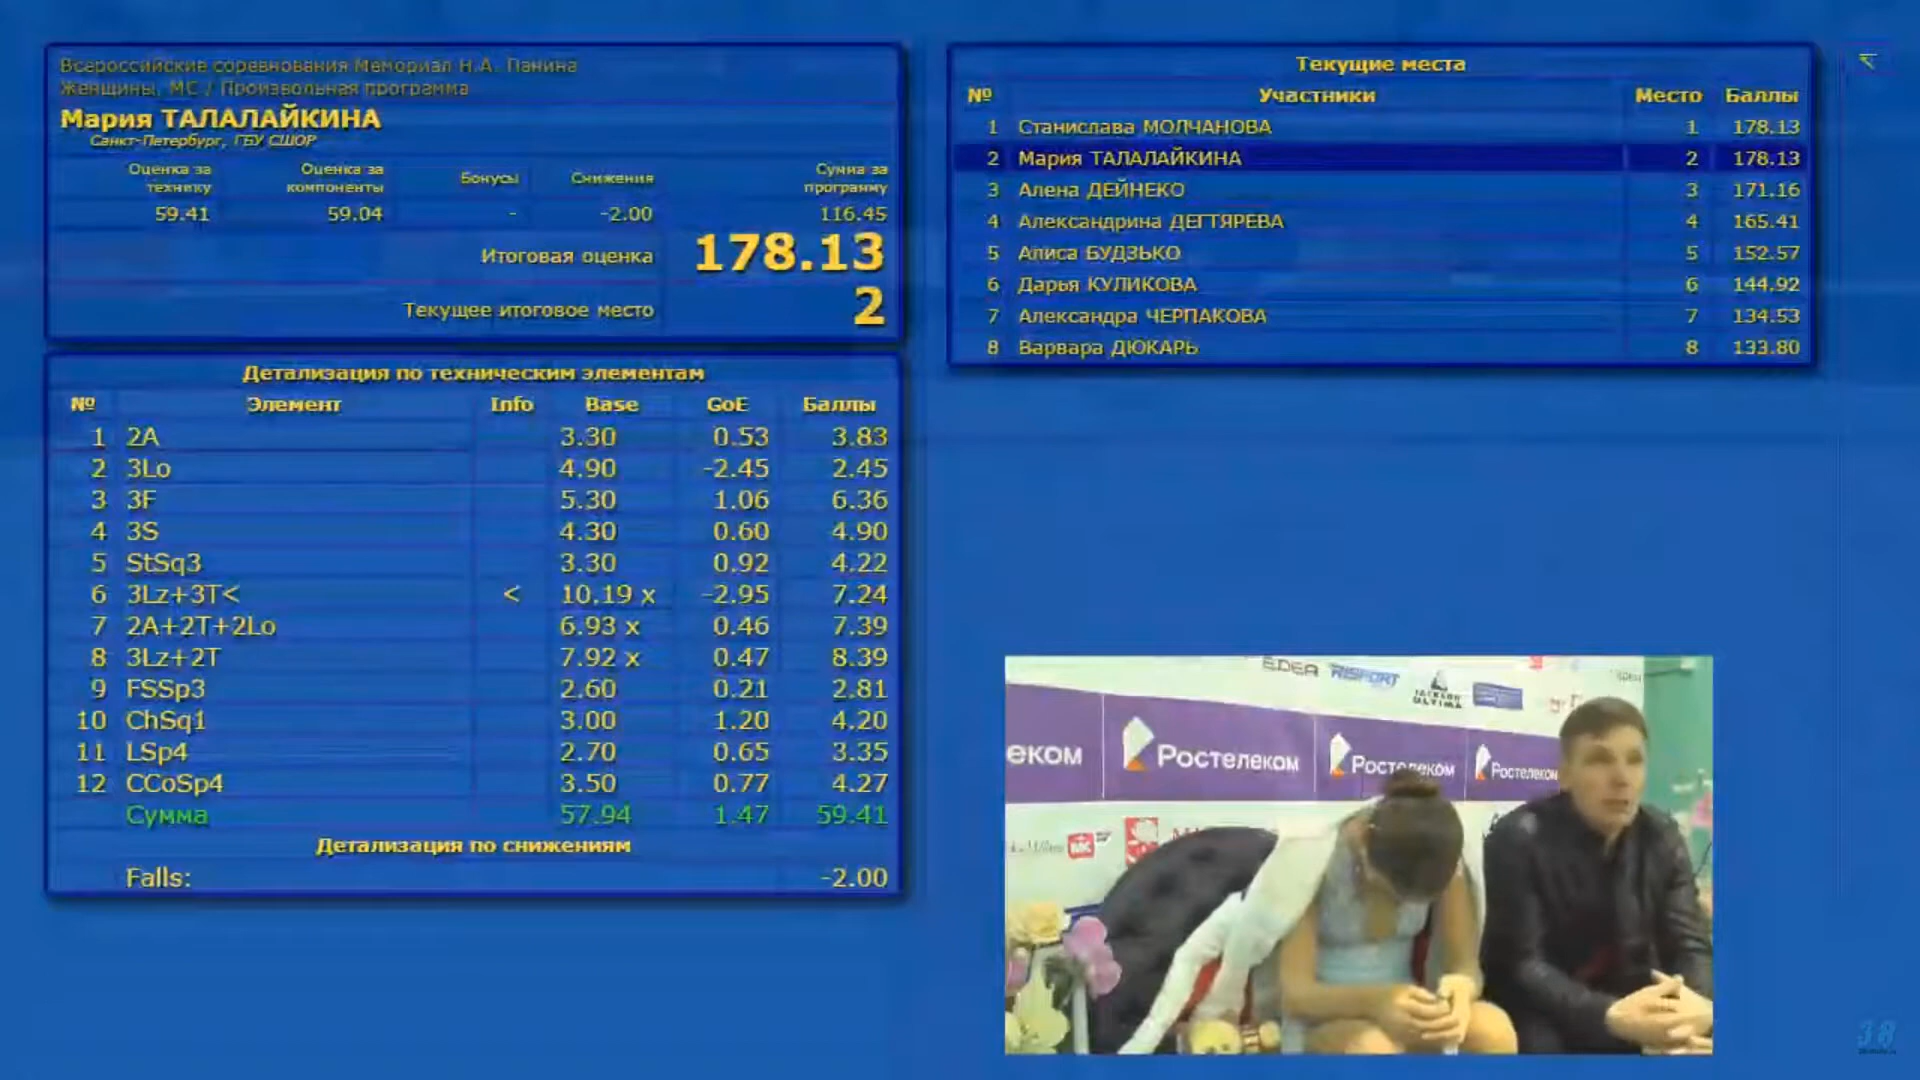 Всероссийские соревнования Мемориал Н.А. Панина
Женщины, МС / Произвольная программа
Мария ТАЛАЛАЙКИНА
Санкт-Петербург, ГБУ СШОР
Оценка за технику Оценка за компоненты Бонусы Снижения Сумма за программу
59.41 59.04 - -2.00 116.45
Итоговая оценка 178.13
Текущее итоговое место 2
Детализация по техническим элементам
№ Элемент Info Base GoE Баллы
1 2A 3.30 0.53 3.83
2 3Lo 4.90 -2.45 2.45
3 3F 5.30 1.06 6.36
4 3S 4.30 0.60 4.90
5 StSq3 3.30 0.92 4.22
6 3Lz+3T< < 10.19 x -2.95 7.24
7 2A+2T+2Lo 6.93 x 0.46 7.39
8 3Lz+2T 7.92 x 0.47 8.39
9 FSSp3 2.60 0.21 2.81
10 ChSq1 3.00 1.20 4.20
11 LSp4 2.70 0.65 3.35
12 CCoSp4 3.50 0.77 4.27
Сумма 57.94 1.47 59.41
Детализация по снижениям
Falls: -2.00
Текущие места
№ Участники Место Баллы
1 Станислава МОЛЧАНОВА 1 178.13
2 Мария ТАЛАЛАЙКИНА 2 178.13
3 Алена ДЕЙНЕКО 3 171.16
4 Александрина ДЕГТЯРЕВА 4 165.41
5 Алиса БУДЗЬКО 5 152.57
6 Дарья КУЛИКОВА 6 144.92
7 Александра ЧЕРПАКОВА 7 134.53
8 Варвара ДЮКАРЬ 8 133.80
EDEA RISPORT JACKSON ULTIMA
еком Ростелеком Ростелеком Ростелеком